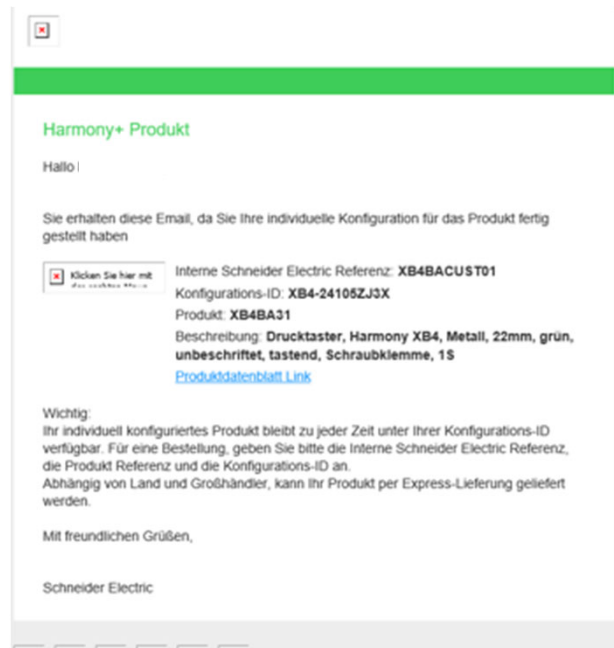 Harmony+ Produkt
Hallo
Sie erhalten diese Email, da Sie Ihre individuelle Konfiguration für das Produkt fertig
gestellt haben
Klicken Sie hier mit
Interne Schneider Electric Referenz: XB4BACUST01
Konfigurations-ID: XB4-24105ZJ3X
Produkt: XB4BA31
Beschreibung: Drucktaster, Harmony XB4, Metall, 22mm, grün,
unbeschriftet, tastend, Schraubklemme, 1S
Produktdatenblatt Link
Wichtig:
Ihr individuell konfiguriertes Produkt bleibt zu jeder Zeit unter Ihrer Konfigurations-ID
verfügbar. Für eine Bestellung, geben Sie bitte die Interne Schneider Electric Referenz,
die Produkt Referenz und die Konfigurations-ID an.
Abhängig von Land und Großhändler, kann Ihr Produkt per Express-Lieferung geliefert
werden.
Mit freundlichen Grüßen,
Schneider Electric